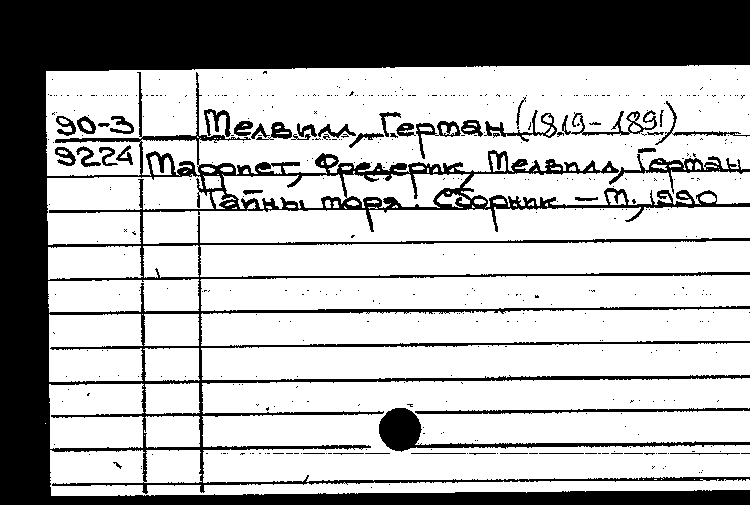 90-3 Мелвилл, Герман (1819-1891)
9224 Марриет, Фредерик, Мелвилл, Герман
Тайны моря. Сборник. - М., 1990